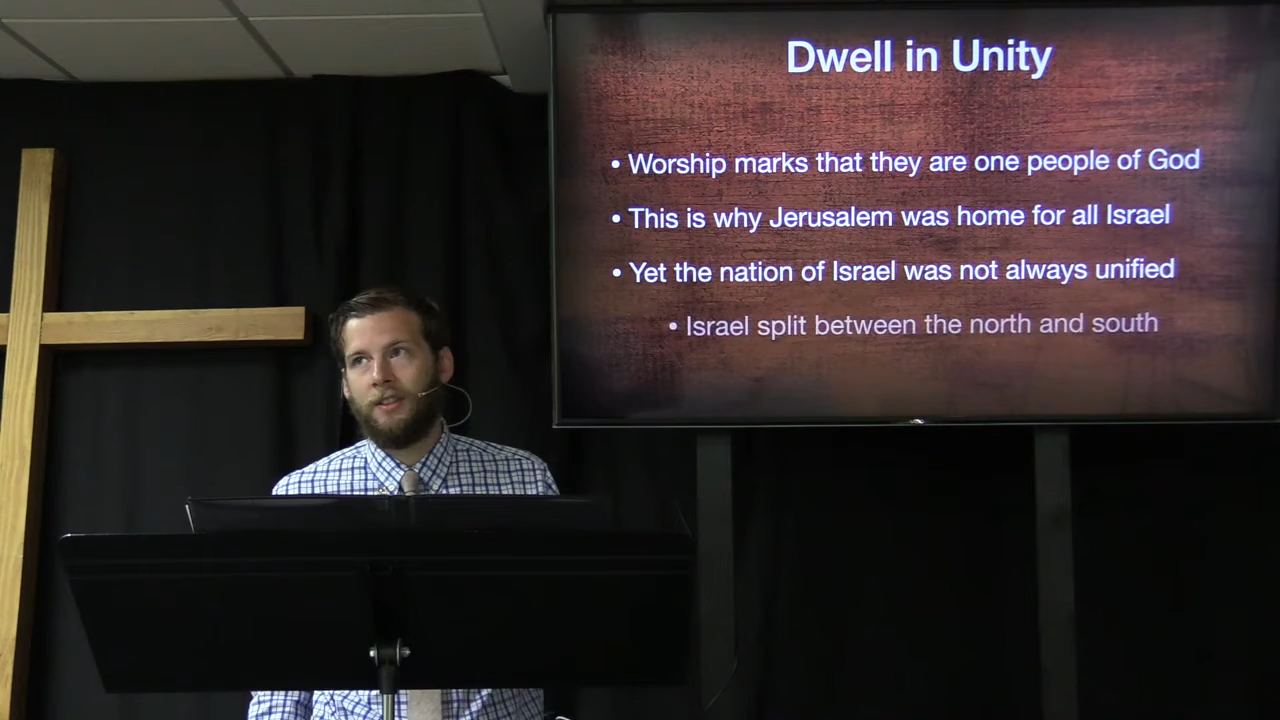 Dwell in Unity
• Worship marks that they are one people of God
• This is why Jerusalem was home for all Israel
• Yet the nation of Israel was not always unified
• Israel split between the north and south